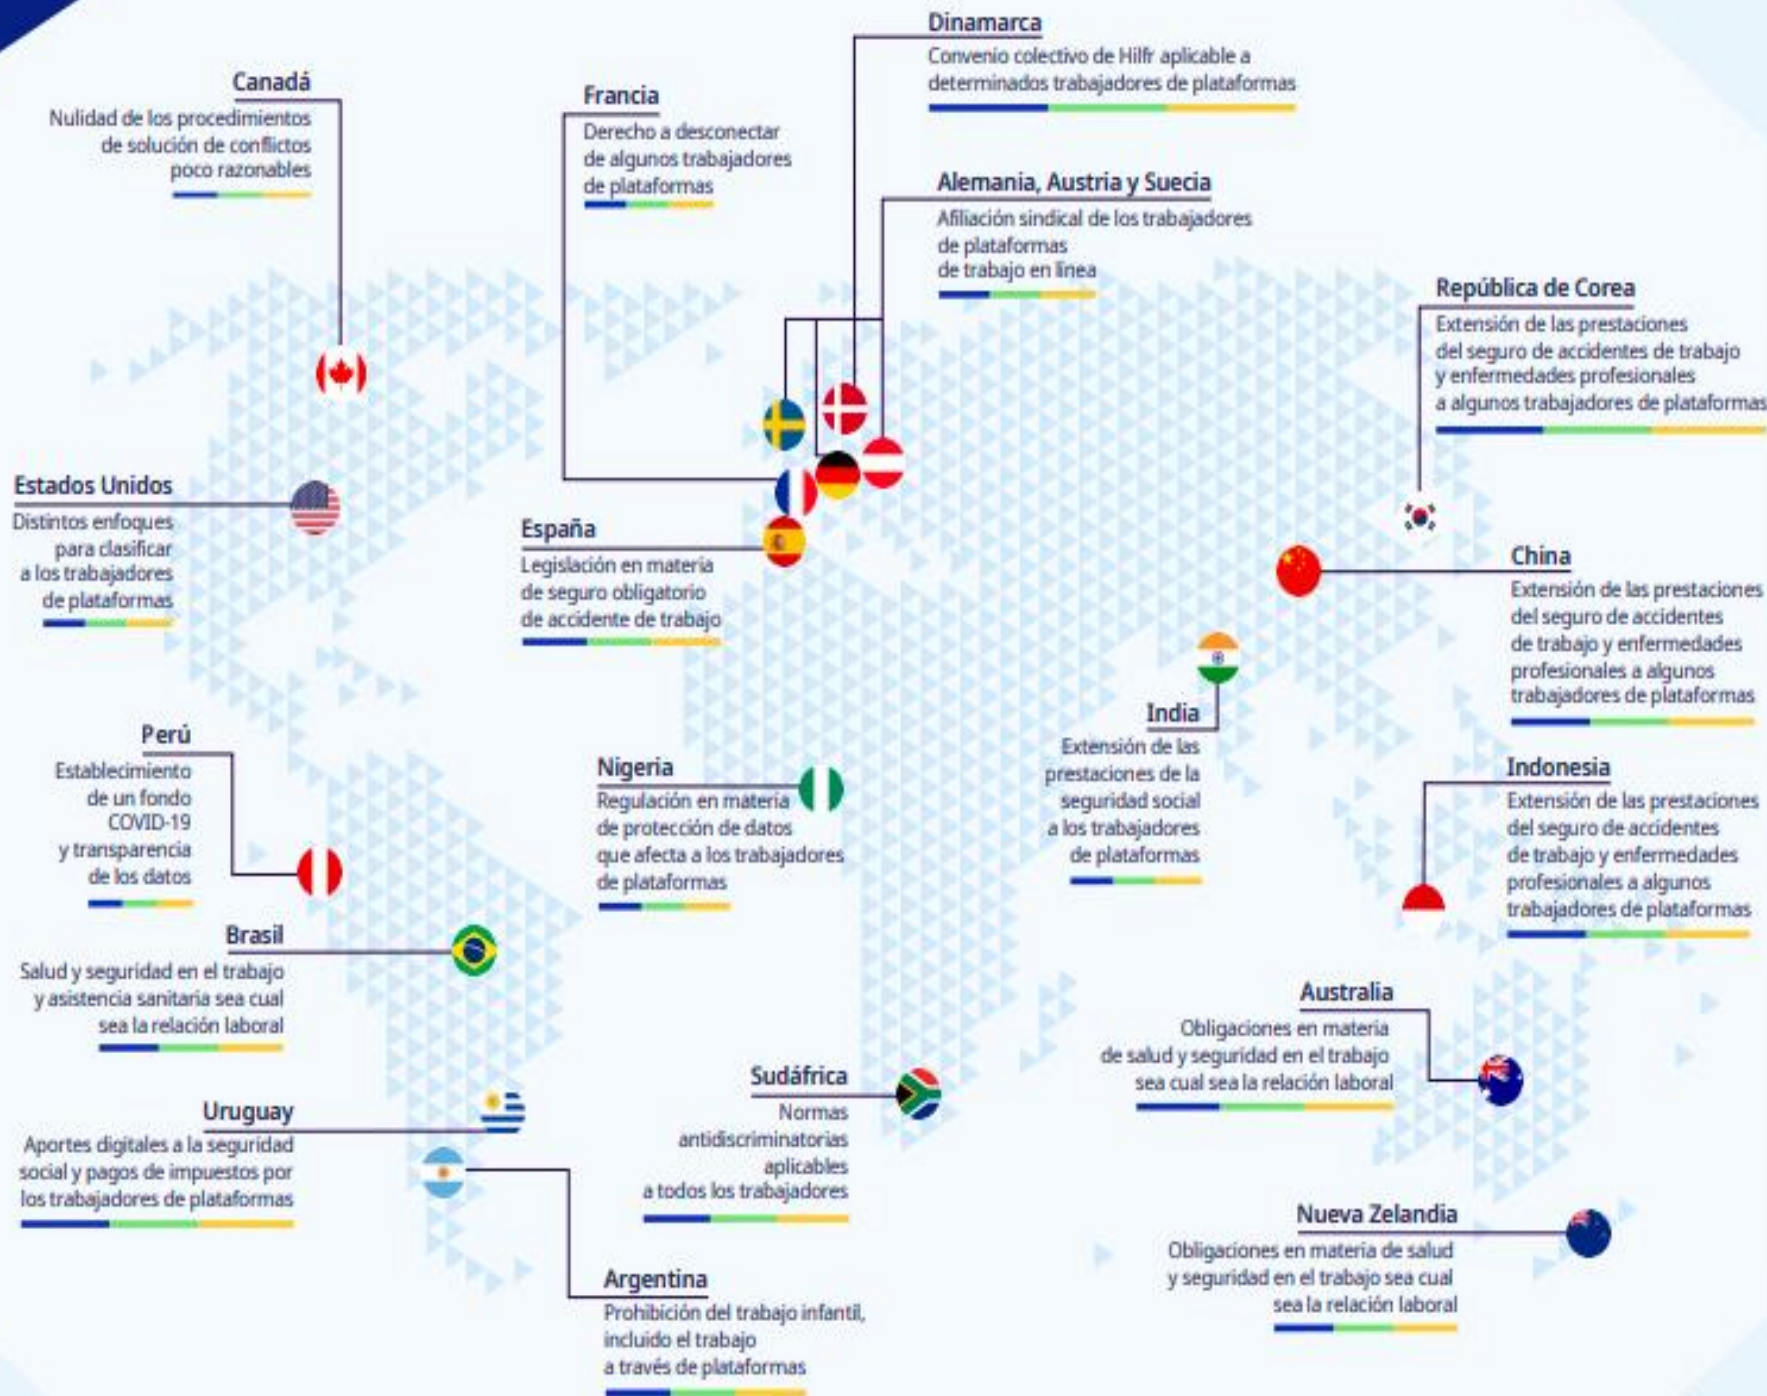 Dinamarca
Convenio colectivo de Hilfr aplicable a
determinados trabajadores de plataformas
Canadá
Nulidad de los procedimientos
de solución de conflictos
poco razonables
Francia
Derecho a desconectar
de algunos trabajadores
de plataformas
Alemania, Austria y Suecia
Afiliación sindical de los trabajadores
de plataformas
de trabajo en línea
República de Corea
Extensión de las prestaciones
del seguro de accidentes de trabajo
y enfermedades profesionales
a algunos trabajadores de plataformas
Estados Unidos
Distintos enfoques
para clasificar
a los trabajadores
de plataformas
España
Legislación en materia
de seguro obligatorio
de accidente de trabajo
China
Extensión de las prestaciones
del seguro de accidentes
de trabajo y enfermedades
profesionales a algunos
trabajadores de plataformas
India
Extensión de las
prestaciones de la
seguridad social
a los trabajadores
de plataformas
Perú
Establecimiento
de un fondo
COVID-19
y transparencia
de los datos
Nigeria
Regulación en materia
de protección de datos
que afecta a los trabajadores
de plataformas
Indonesia
Extensión de las prestaciones
del seguro de accidentes
de trabajo y enfermedades
profesionales a algunos
trabajadores de plataformas
Brasil
Salud y seguridad en el trabajo
y asistencia sanitaria sea cual
sea la relación laboral
Australia
Obligaciones en materia
de salud y seguridad en el trabajo
sea cual sea la relación laboral
Sudáfrica
Normas
antidiscriminatorias
aplicables
a todos los trabajadores
Uruguay
Aportes digitales a la seguridad
social y pagos de impuestos por
los trabajadores de plataformas
Nueva Zelandia
Obligaciones en materia de salud
y seguridad en el trabajo sea cual
sea la relación laboral
Argentina
Prohibición del trabajo infantil,
incluido el trabajo
a través de plataformas